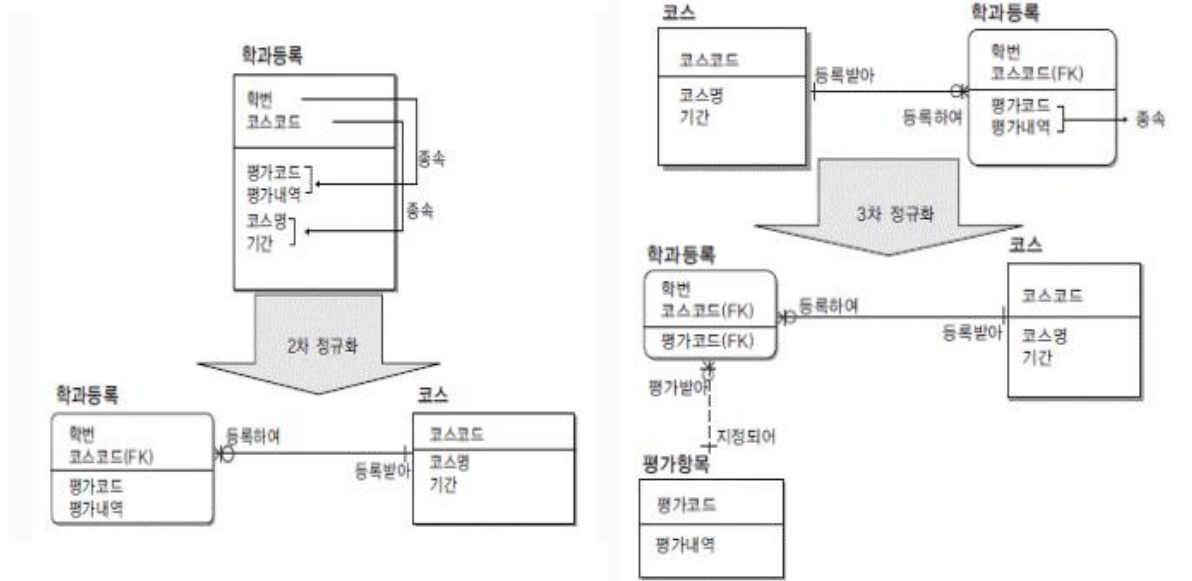 학과등록
학번
코스코드
평가코드
평가내역
코스명
기간
종속
종속
2차 정규화
학과등록
학번
코스코드(FK)
평가코드
평가내역
등록하여
등록받아
코스
코스코드
코스명
기간
코스
코스코드
코스명
기간
등록받아
등록하여
학과등록
학번
코스코드(FK)
평가코드
평가내역
종속
3차 정규화
학과등록
학번
코스코드(FK)
평가코드(FK)
등록하여
등록받아
코스
코스코드
코스명
기간
평가받아
지정되어
평가항목
평가코드
평가내역